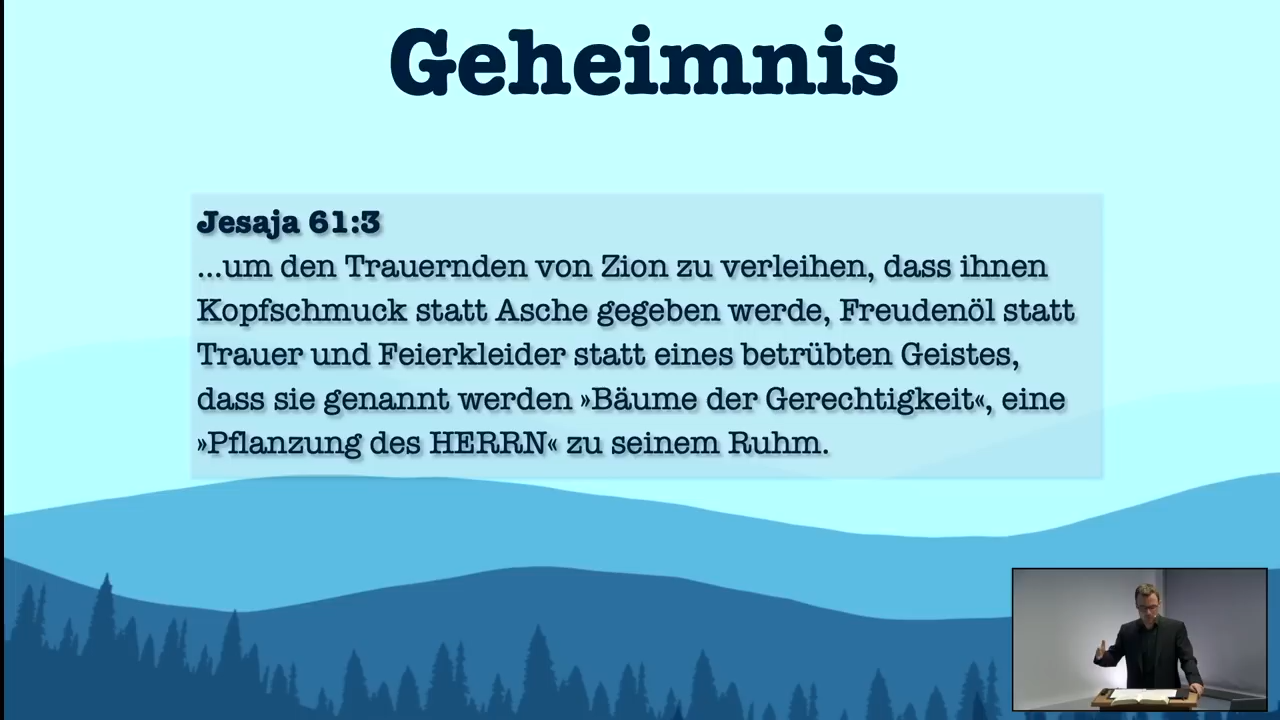 Geheimnis
Jesaja 61:3
...um den Trauernden von Zion zu verleihen, dass ihnen
Kopfschmuck statt Asche gegeben werde, Freudenöl statt
Trauer und Feierkleider statt eines betrübten Geistes,
dass sie genannt werden »Bäume der Gerechtigkeit«, eine
»Pflanzung des HERRN« zu seinem Ruhm.